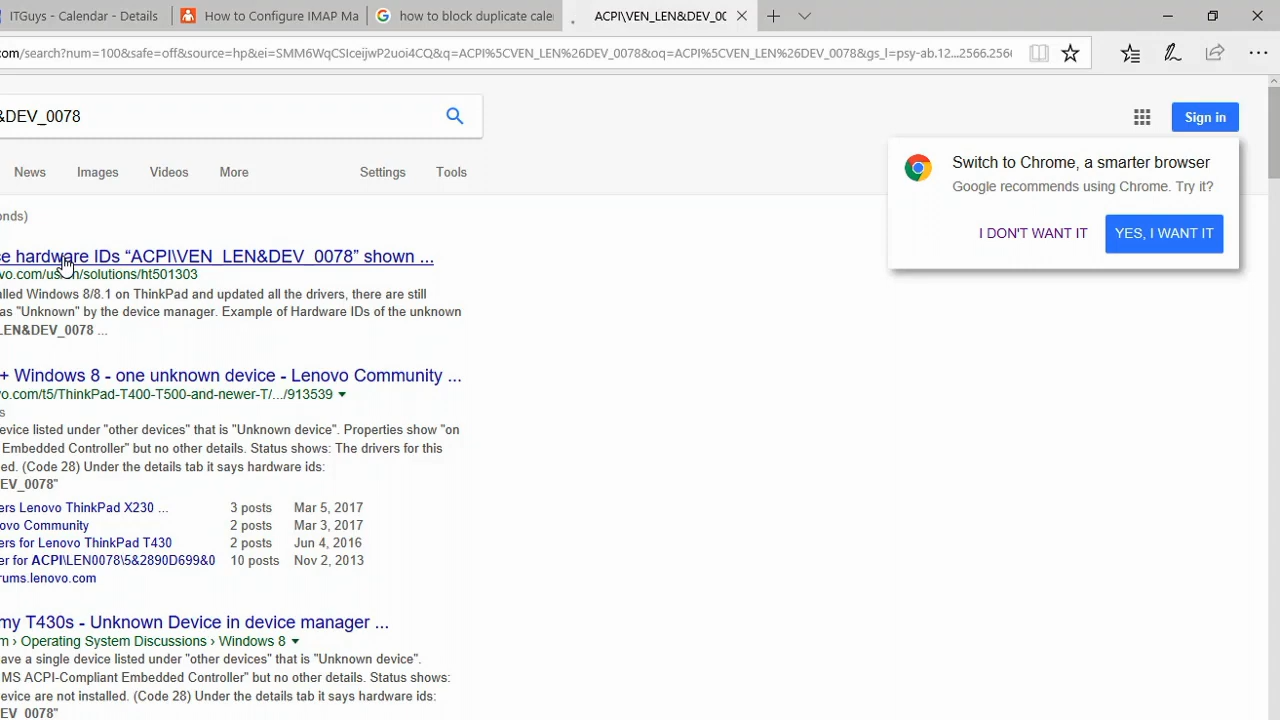 ITGuys - Calendar - Details
How to Configure IMAP Ma
how to block duplicate cale
ACPI\VEN_LEN&DEV_00
com/search?num=100&safe=off&source=hp&ei=SMM6WqCSIceijwP2uoi4CQ&q=ACPI%5CVEN_LEN%26DEV_0078&oq=ACPI%5CVEN_LEN%26DEV_0078&gs_l=psy-ab.12...2566.256
&DEV_0078
Sign in
Switch to Chrome, a smarter browser
Google recommends using Chrome. Try it?
I DON'T WANT IT
YES, I WANT IT
News
Images
Videos
More
Settings
Tools
onds)
ce hardware IDs “ACPI\VEN_LEN&DEV_0078” shown ...
vo.com/us/en/solutions/ht501303
lled Windows 8/8.1 on ThinkPad and updated all the drivers, there are still
as "Unknown" by the device manager. Example of Hardware IDs of the unknown
LEN&DEV_0078 ...
+ Windows 8 - one unknown device - Lenovo Community ...
vo.com/t5/ThinkPad-T400-T500-and-newer-T/.../913539
s
evice listed under "other devices" that is "Unknown device". Properties show "on
Embedded Controller" but no other details. Status shows: The drivers for this
ed. (Code 28) Under the details tab it says hardware ids:
EV_0078"
ers Lenovo ThinkPad X230 ... 3 posts Mar 5, 2017
ovo Community 2 posts Mar 3, 2017
ers for Lenovo ThinkPad T430 2 posts Jun 4, 2016
er for ACPI\LEN0078\5&2890D699&0 10 posts Nov 2, 2013
rums.lenovo.com
my T430s - Unknown Device in device manager ...
m › Operating System Discussions › Windows 8
ave a single device listed under "other devices" that is "Unknown device".
MS ACPI-Compliant Embedded Controller" but no other details. Status shows:
evice are not installed. (Code 28) Under the details tab it says hardware ids:
EV_0078"